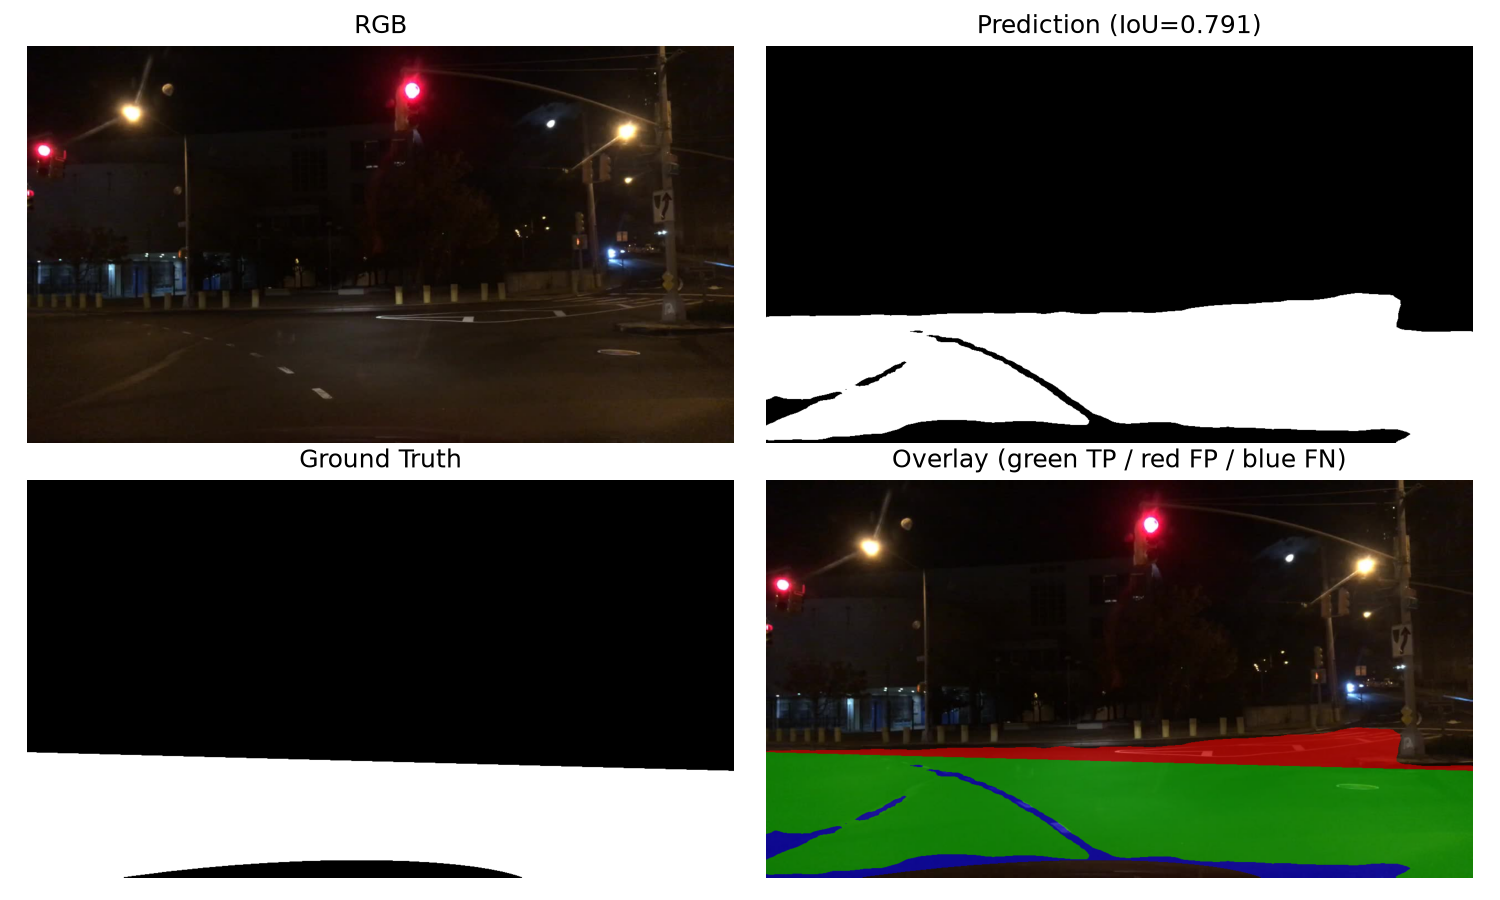 RGB
Prediction (IoU=0.791)
Ground Truth
Overlay (green TP / red FP / blue FN)